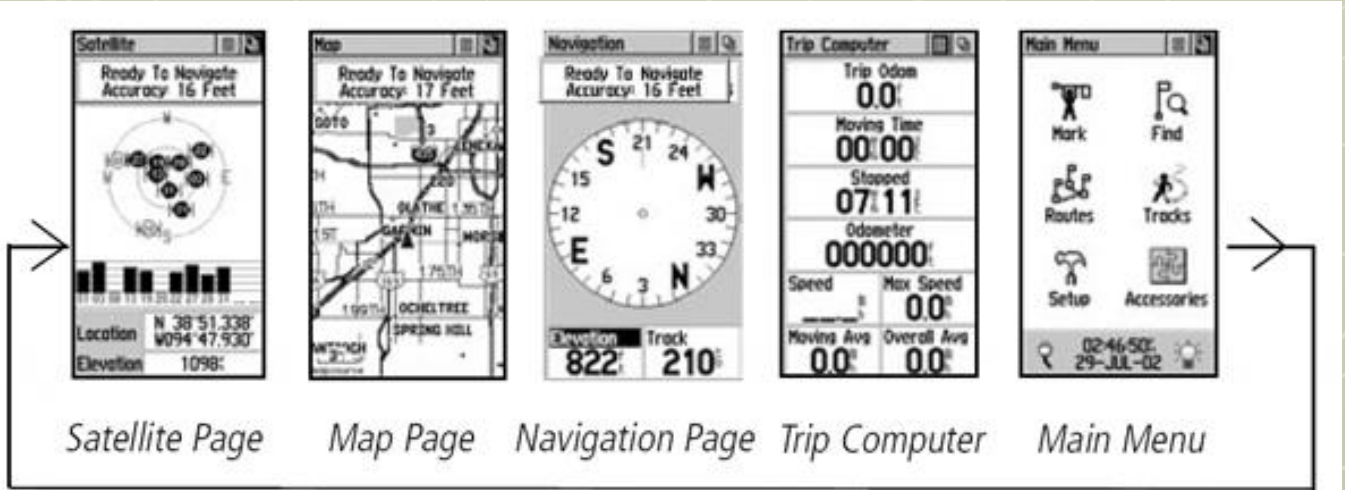 Satellite
Ready To Navigate
Accuracy: 16 Feet
N
W
E
S
Location
N 38°51.338'
W094°47.930'
Elevation
1098
Map
Ready To Navigate
Accuracy: 17 Feet
GOTO
LENEXA
OLATHE
GARMIN
175TH
199TH
OCHELTREE
SPRING HILL
Navigation
Ready To Navigate
Accuracy: 16 Feet
S
21
24
W
30
33
N
3
6
E
12
15
Elevation
822
Track
210
Trip Computer
Trip Odom
0.0
Moving Time
00 00
Stopped
07 11
Odometer
000000
Speed
Max Speed
0.0
Moving Avg
0.0
Overall Avg
0.0
Main Menu
Mark
Find
Routes
Tracks
Setup
Accessories
02:46:50
29-JUL-02
Satellite Page
Map Page
Navigation Page
Trip Computer
Main Menu